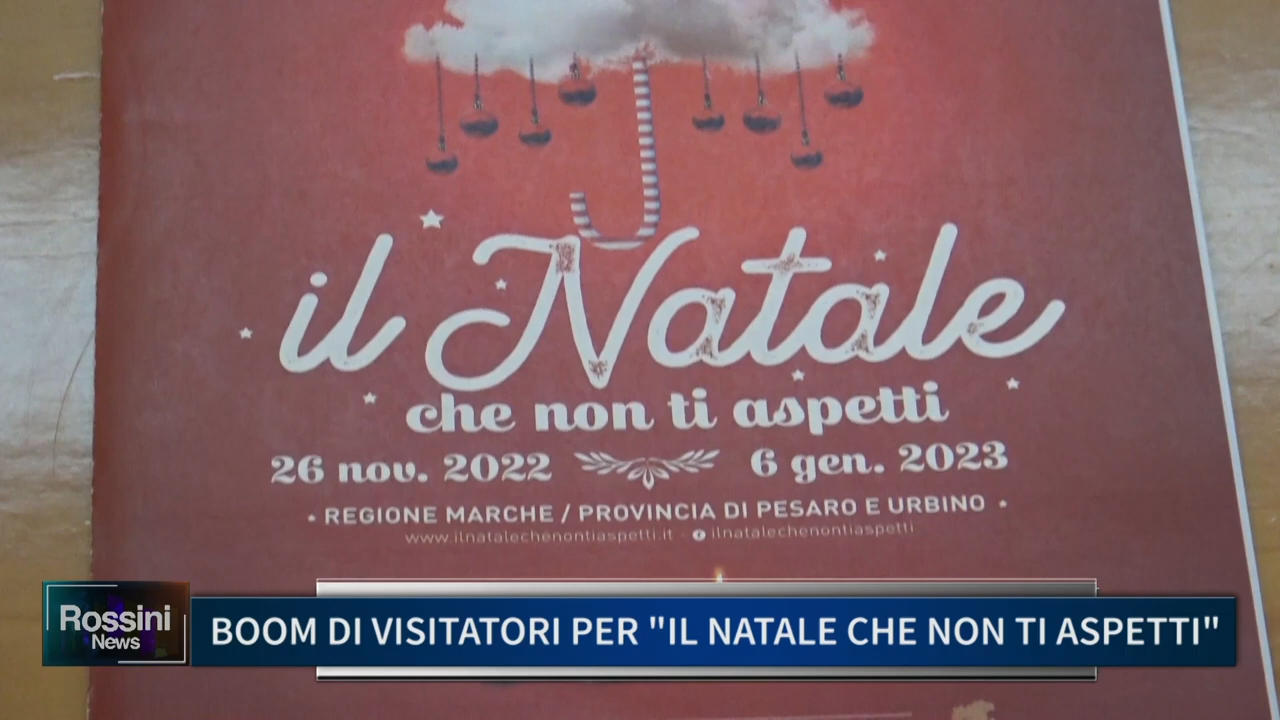 il Natale
che non ti aspetti
26 nov. 2022 6 gen. 2023
• REGIONE MARCHE / PROVINCIA DI PESARO E URBINO •
www.ilnatalechenontiaspetti.it - f ilnatalechenontiaspetti
Rossini
News
BOOM DI VISITATORI PER "IL NATALE CHE NON TI ASPETTI"